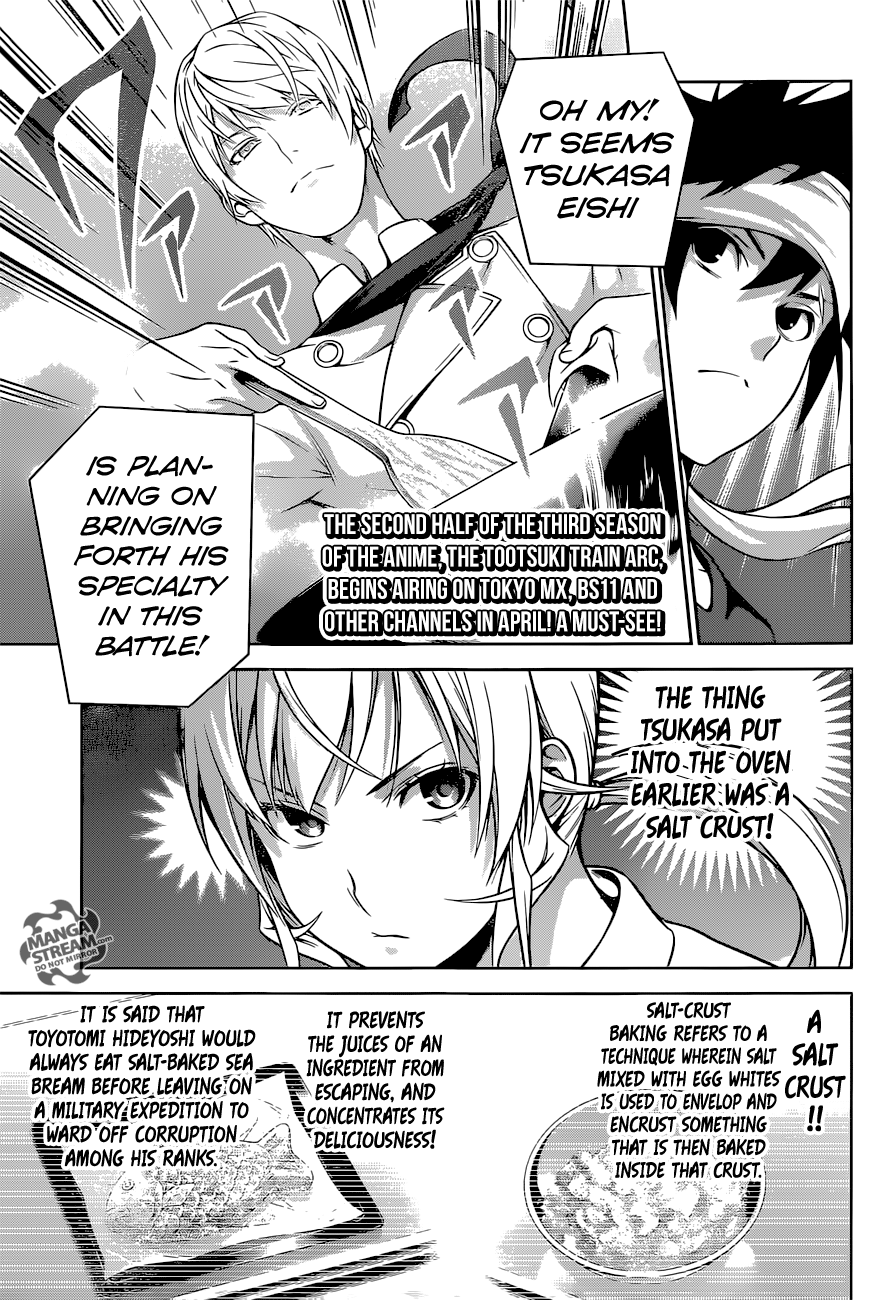 OH MY!
IT SEEMS
TSUKASA
EISHI
IS PLAN-
NING ON
BRINGING
FORTH HIS
SPECIALTY
IN THIS
BATTLE!
THE SECOND HALF OF THE THIRD SEASON
OF THE ANIME, THE TOOTSUKI TRAIN ARC,
BEGINS AIRING ON TOKYO MX, BS11 AND
OTHER CHANNELS IN APRIL! A MUST-SEE!
THE THING
TSUKASA PUT
INTO THE OVEN
EARLIER WAS A
SALT CRUST!
MANGA
STREAM.com
DO NOT MIRROR
A
SALT
CRUST
!!
SALT-CRUST
BAKING REFERS TO A
TECHNIQUE WHEREIN SALT
MIXED WITH EGG WHITES
IS USED TO ENVELOP AND
ENCRUST SOMETHING
THAT IS THEN BAKED
INSIDE THAT CRUST.
IT PREVENTS
THE JUICES OF AN
INGREDIENT FROM
ESCAPING, AND
CONCENTRATES ITS
DELICIOUSNESS!
IT IS SAID THAT
TOYOTOMI HIDEYOSHI WOULD
ALWAYS EAT SALT-BAKED SEA
BREAM BEFORE LEAVING ON
A MILITARY EXPEDITION TO
WARD OFF CORRUPTION
AMONG HIS RANKS.